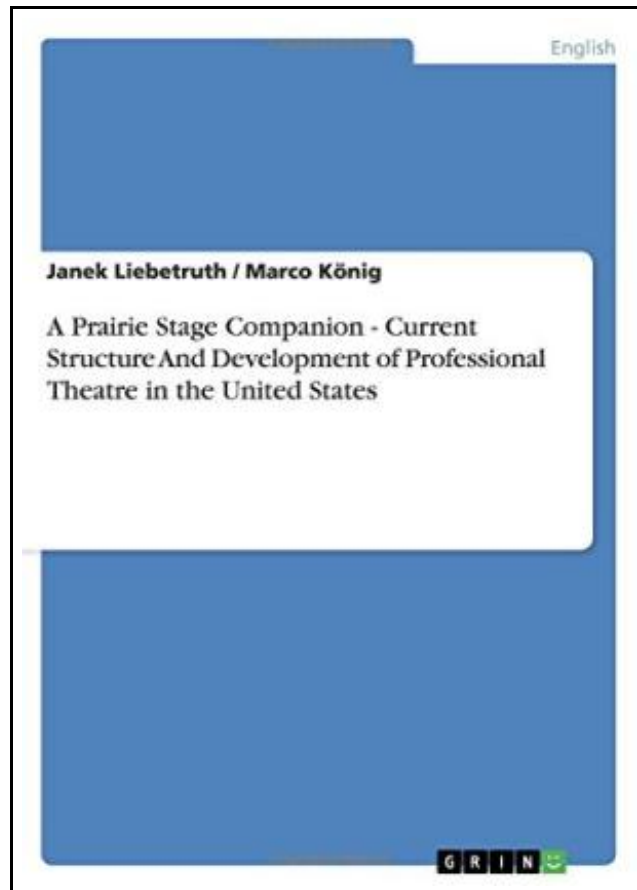 English
Janek Liebetruth / Marco König
A Prairie Stage Companion - Current
Structure And Development of Professional
Theatre in the United States
GRIN